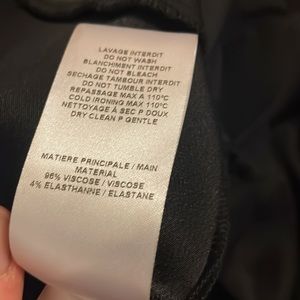 LAVAGE INTERDIT
DO NOT WASH
BLANCHIMENT INTERDIT
DO NOT BLEACH
SECHAGE TAMBOUR INTERDIT
DO NOT TUMBLE DRY
REPASSAGE MAX A 110°C
COLD IRONING MAX 110°C
NETTOYAGE À SEC P DOUX
DRY CLEAN P GENTLE
MATIERE PRINCIPALE / MAIN
MATERIAL
96% VISCOSE / VISCOSE
4% ELASTHANNE / ELASTANE